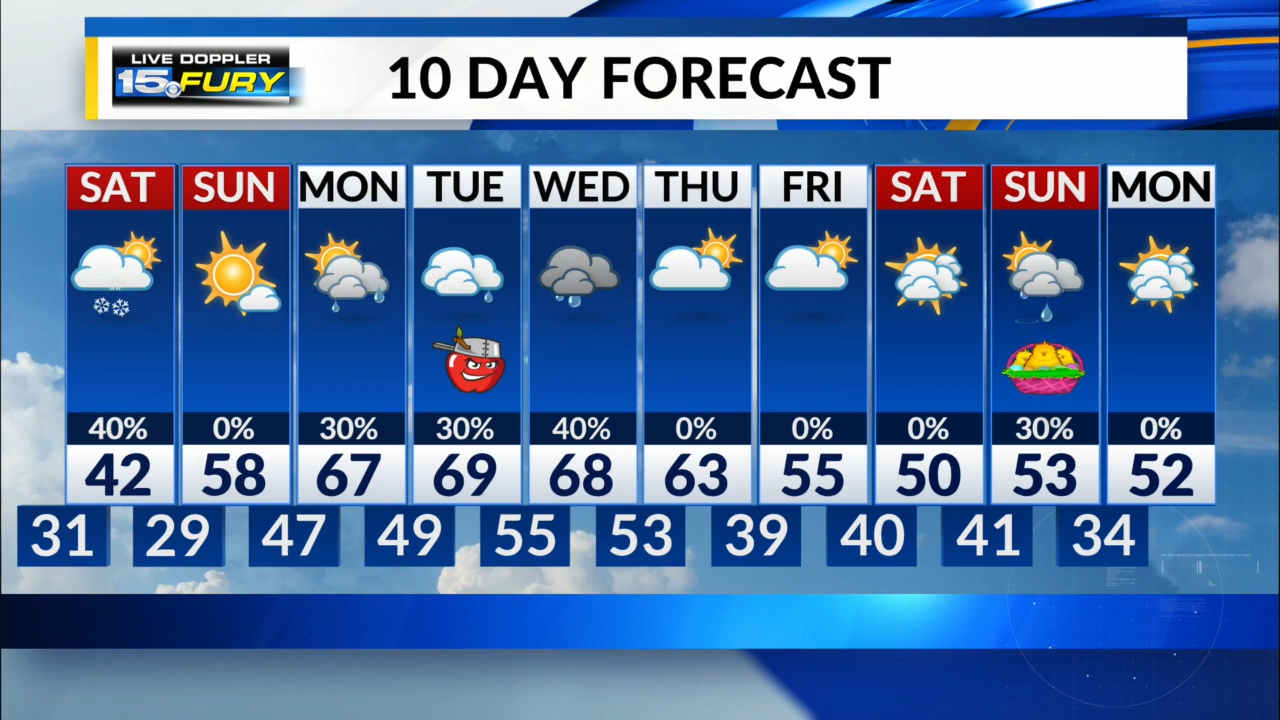 LIVE DOPPLER
15 FURY
10 DAY FORECAST
SAT SUN MON TUE WED THU FRI SAT SUN MON
40% 0% 30% 30% 40% 0% 0% 0% 30% 0%
42 58 67 69 68 63 55 50 53 52
31 29 47 49 55 53 39 40 41 34